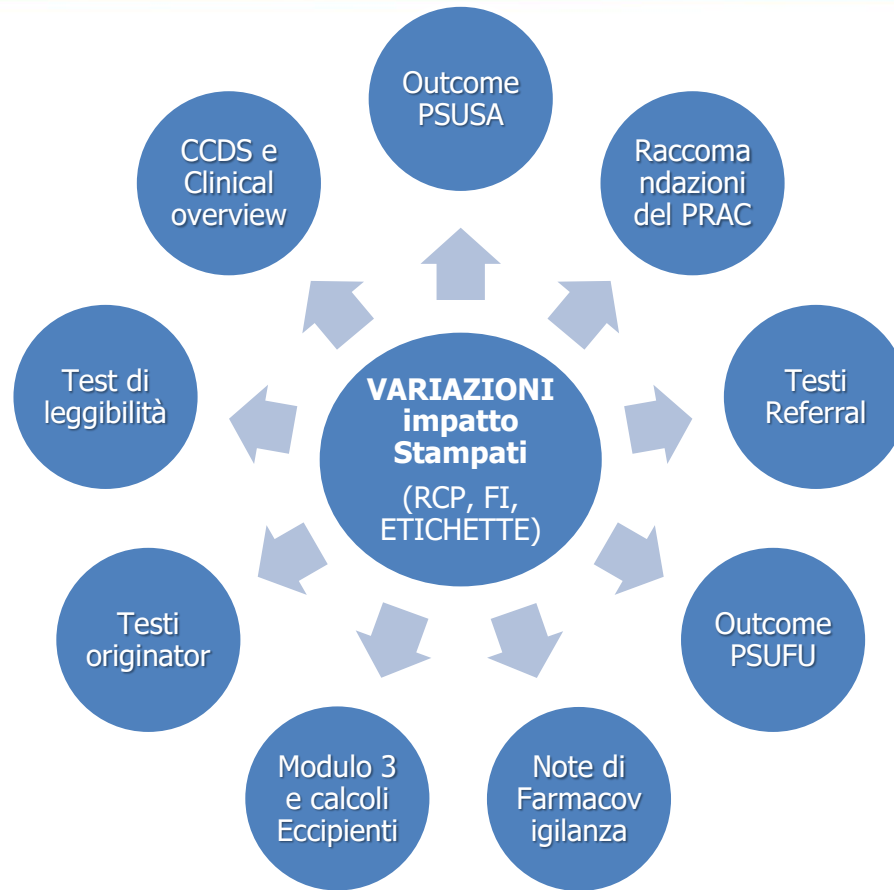 Outcome
PSUSA
Raccoma
ndazioni
del PRAC
Testi
Referral
Outcome
PSUFU
Note di
Farmacov
igilanza
Modulo 3
e calcoli
Eccipienti
Testi
originator
Test di
leggibilità
CCDS e
Clinical
overview
VARIAZIONI
impatto
Stampati
(RCP, FI,
ETICHETTE)